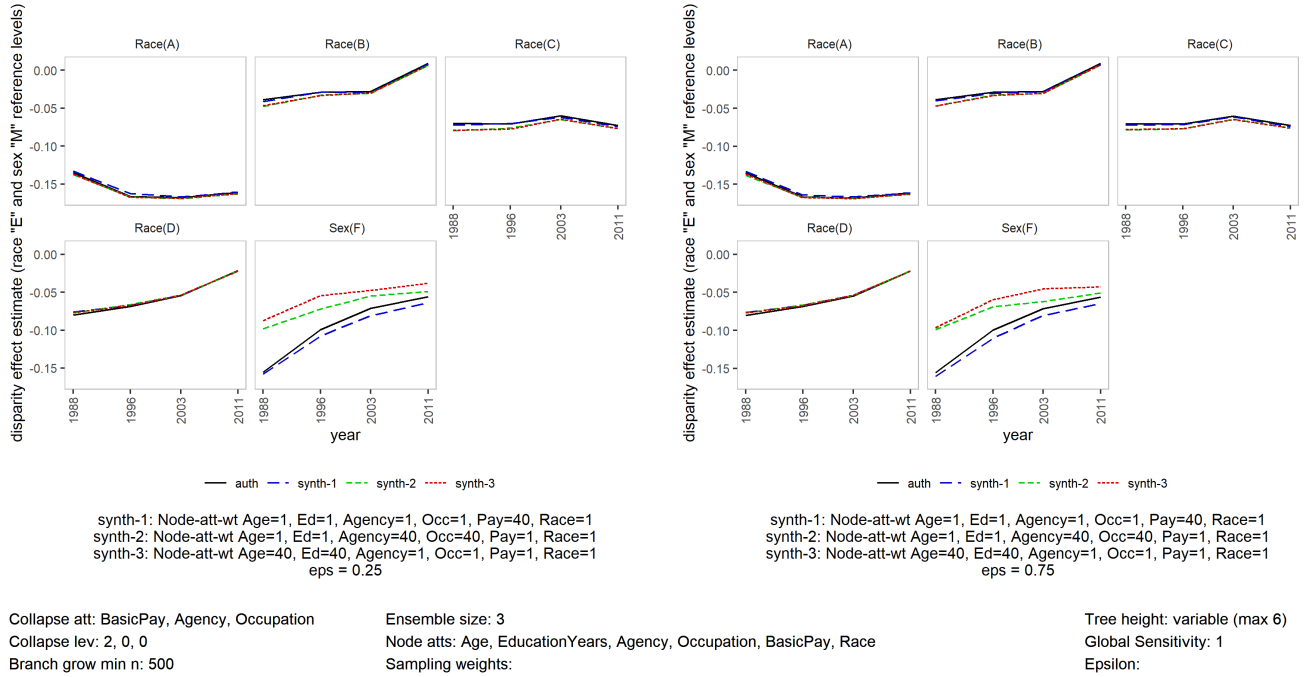 disparity effect estimate (race "E" and sex "M" reference levels)
Race(A)
Race(B)
Race(C)
0.00
-0.05
-0.10
-0.15
1988
1996
2003
2011
Race(D)
Sex(F)
0.00
-0.05
-0.10
-0.15
1988
1996
2003
2011
1988
1996
2003
2011
year
auth synth-1 synth-2 synth-3
synth-1: Node-att-wt Age=1, Ed=1, Agency=1, Occ=1, Pay=40, Race=1
synth-2: Node-att-wt Age=1, Ed=1, Agency=40, Occ=40, Pay=1, Race=1
synth-3: Node-att-wt Age=40, Ed=40, Agency=1, Occ=1, Pay=1, Race=1
eps = 0.25
disparity effect estimate (race "E" and sex "M" reference levels)
Race(A)
Race(B)
Race(C)
0.00
-0.05
-0.10
-0.15
1988
1996
2003
2011
Race(D)
Sex(F)
0.00
-0.05
-0.10
-0.15
1988
1996
2003
2011
1988
1996
2003
2011
year
auth synth-1 synth-2 synth-3
synth-1: Node-att-wt Age=1, Ed=1, Agency=1, Occ=1, Pay=40, Race=1
synth-2: Node-att-wt Age=1, Ed=1, Agency=40, Occ=40, Pay=1, Race=1
synth-3: Node-att-wt Age=40, Ed=40, Agency=1, Occ=1, Pay=1, Race=1
eps = 0.75
Collapse att: BasicPay, Agency, Occupation
Collapse lev: 2, 0, 0
Branch grow min n: 500
Ensemble size: 3
Node atts: Age, EducationYears, Agency, Occupation, BasicPay, Race
Sampling weights:
Tree height: variable (max 6)
Global Sensitivity: 1
Epsilon: